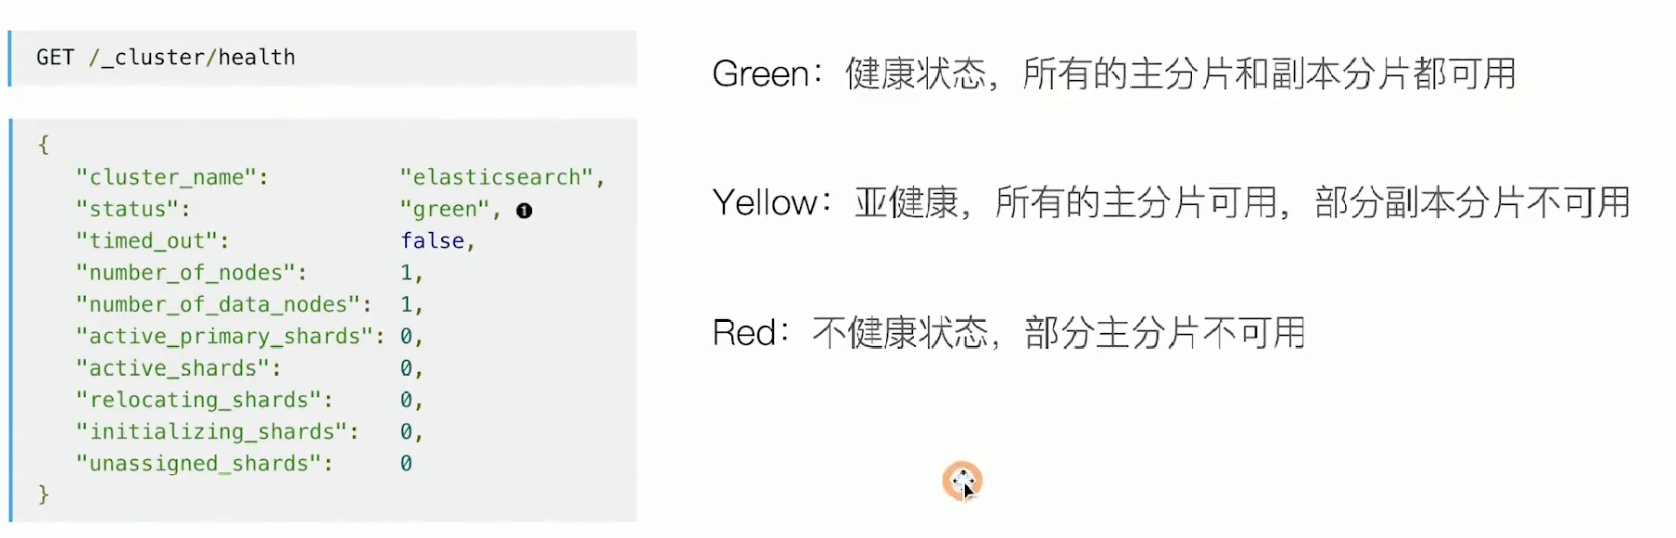 GET /_cluster/health
{
"cluster_name": "elasticsearch",
"status": "green", ❶
"timed_out": false,
"number_of_nodes": 1,
"number_of_data_nodes": 1,
"active_primary_shards": 0,
"active_shards": 0,
"relocating_shards": 0,
"initializing_shards": 0,
"unassigned_shards": 0
}
Green：健康状态，所有的主分片和副本分片都可用
Yellow：亚健康，所有的主分片可用，部分副本分片不可用
Red：不健康状态，部分主分片不可用